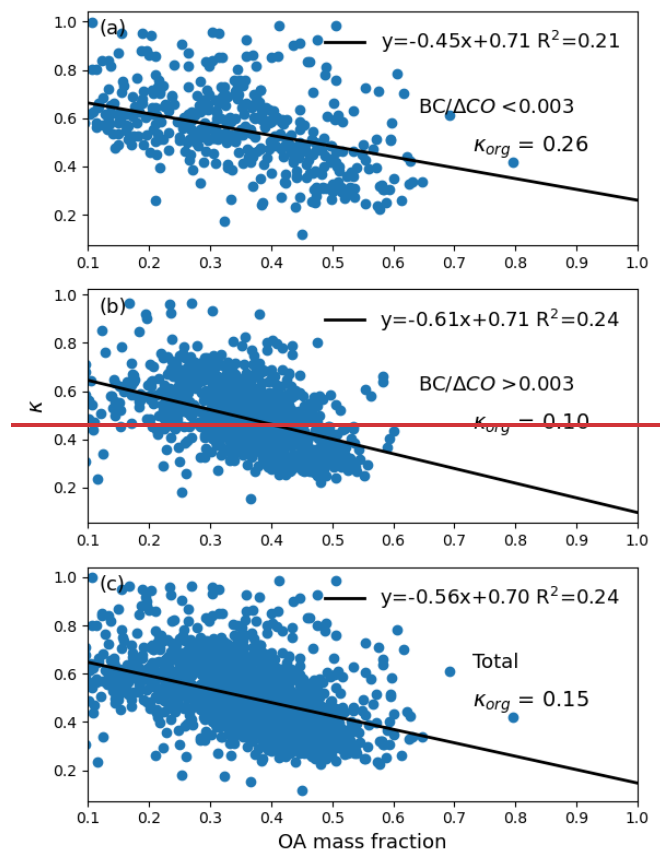 (a)
y=-0.45x+0.71 R²=0.21
BC/ΔCO <0.003
κorg = 0.26
1.0
0.8
0.6
0.4
0.2
0.1 0.2 0.3 0.4 0.5 0.6 0.7 0.8 0.9 1.0
(b)
y=-0.61x+0.71 R²=0.24
BC/ΔCO >0.003
κorg = 0.10
κ
1.0
0.8
0.6
0.4
0.2
0.1 0.2 0.3 0.4 0.5 0.6 0.7 0.8 0.9 1.0
(c)
y=-0.56x+0.70 R²=0.24
Total
κorg = 0.15
1.0
0.8
0.6
0.4
0.2
0.1 0.2 0.3 0.4 0.5 0.6 0.7 0.8 0.9 1.0
OA mass fraction